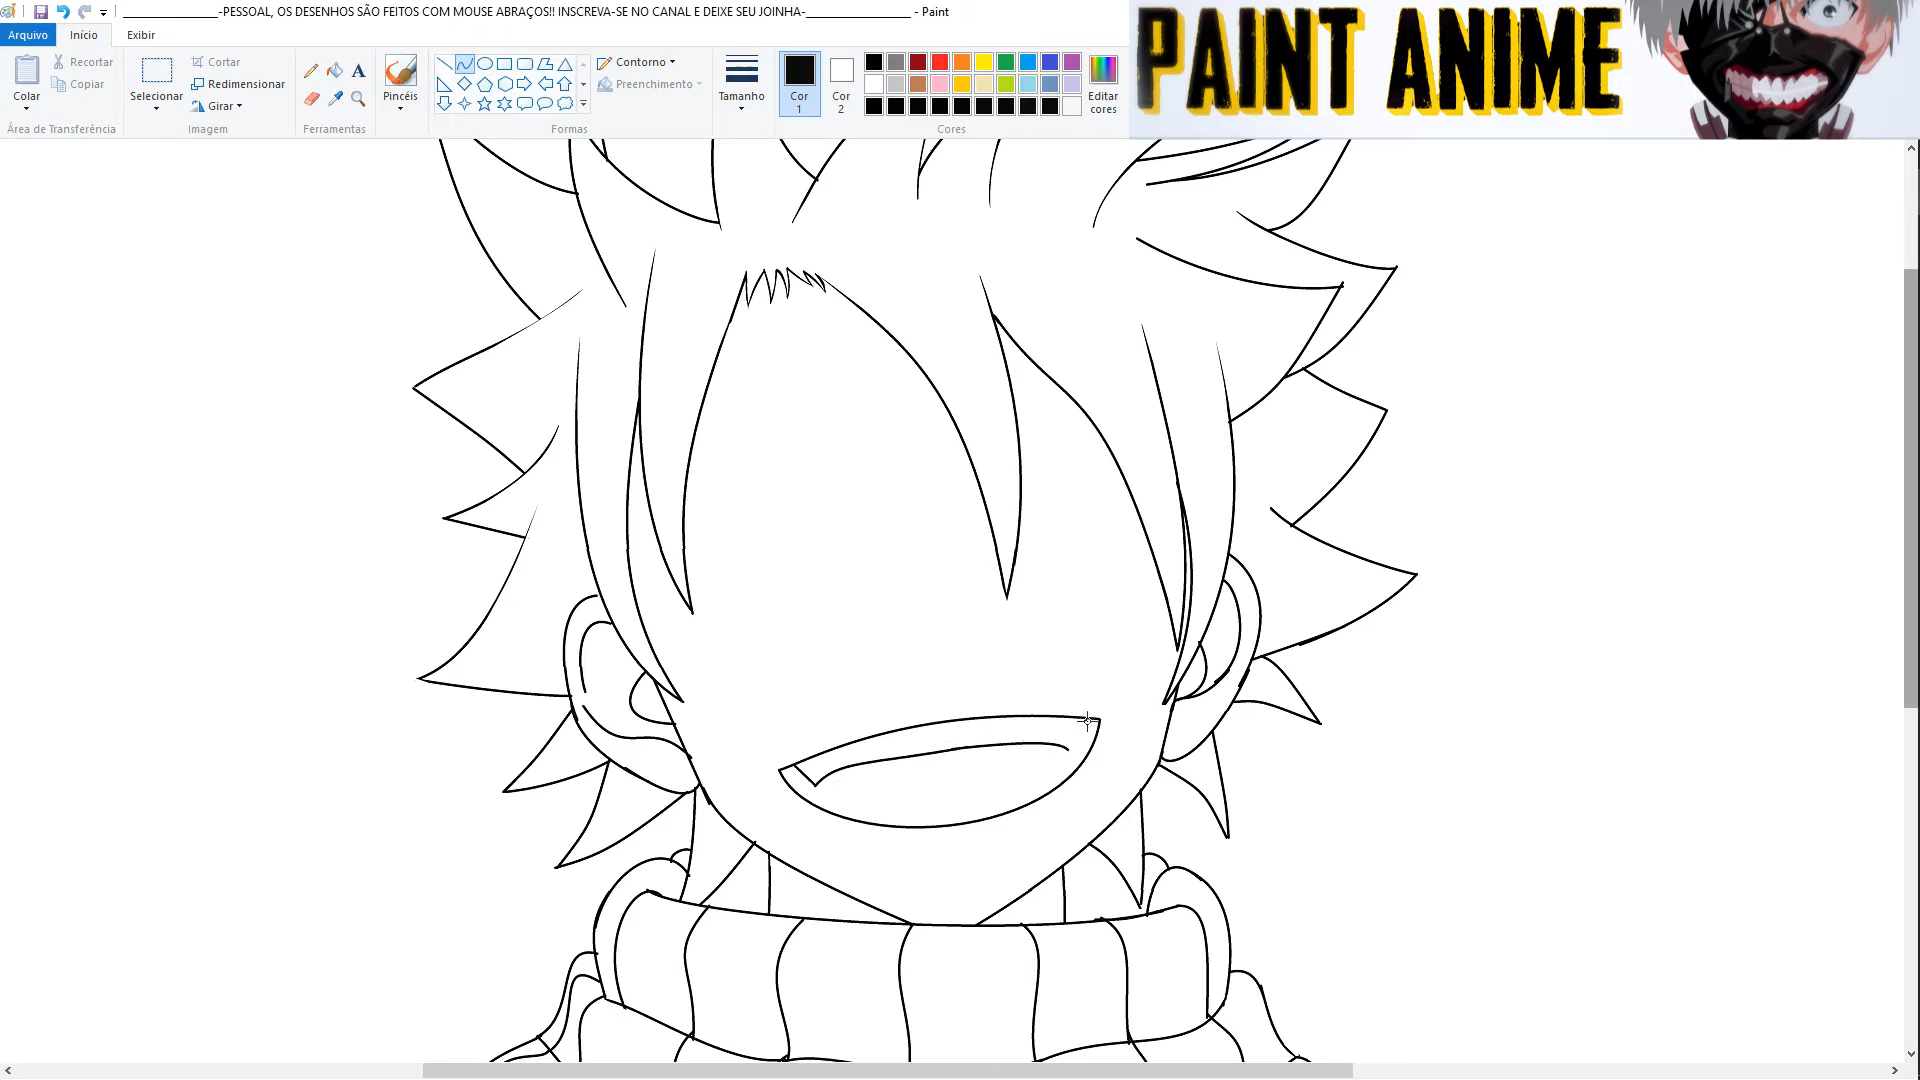 __________________-PESSOAL, OS DESENHOS SÃO FEITOS COM MOUSE ABRAÇOS!! INSCREVA-SE NO CANAL E DEIXE SEU JOINHA-____________________ - Paint
Arquivo Início Exibir
Colar
Recortar
Copiar
Área de Transferência
Selecionar
Cortar
Redimensionar
Girar
Imagem
A
Ferramentas
Pincéis
Contorno
Preenchimento
Formas
Tamanho
Cor 1
Cor 2
Editar cores
Cores
PAINT ANIME